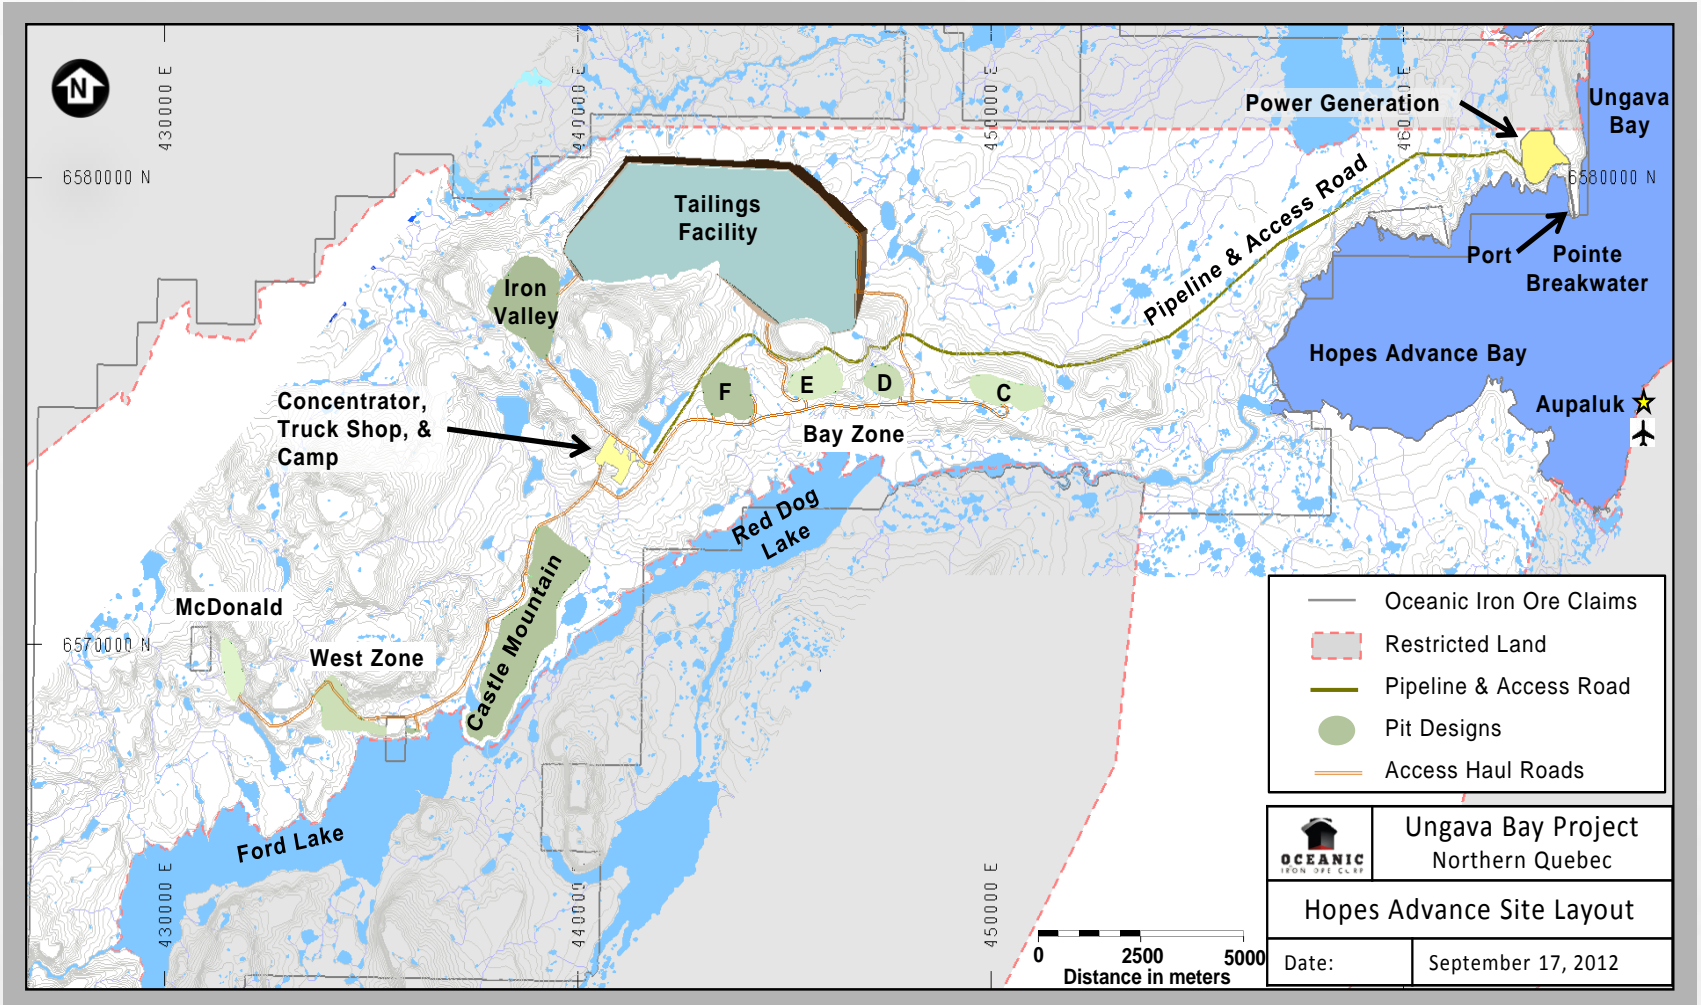 N
430000 E
440000 E
450000 E
460000 E
Power Generation
Ungava
Bay
6580000 N
6580000 N
Tailings
Facility
Pipeline & Access Road
Port
Pointe
Breakwater
Iron
Valley
Hopes Advance Bay
Concentrator,
Truck Shop, &
Camp
F
E
D
C
Aupaluk
Bay Zone
Red Dog
Lake
Castle Mountain
McDonald
6570000 N
West Zone
Ford Lake
430000 E
440000
450000 E
Oceanic Iron Ore Claims
Restricted Land
Pipeline & Access Road
Pit Designs
Access Haul Roads
OCEANIC
IRON ORE CORP
Ungava Bay Project
Northern Quebec
Hopes Advance Site Layout
Date:
September 17, 2012
0
2500
5000
Distance in meters